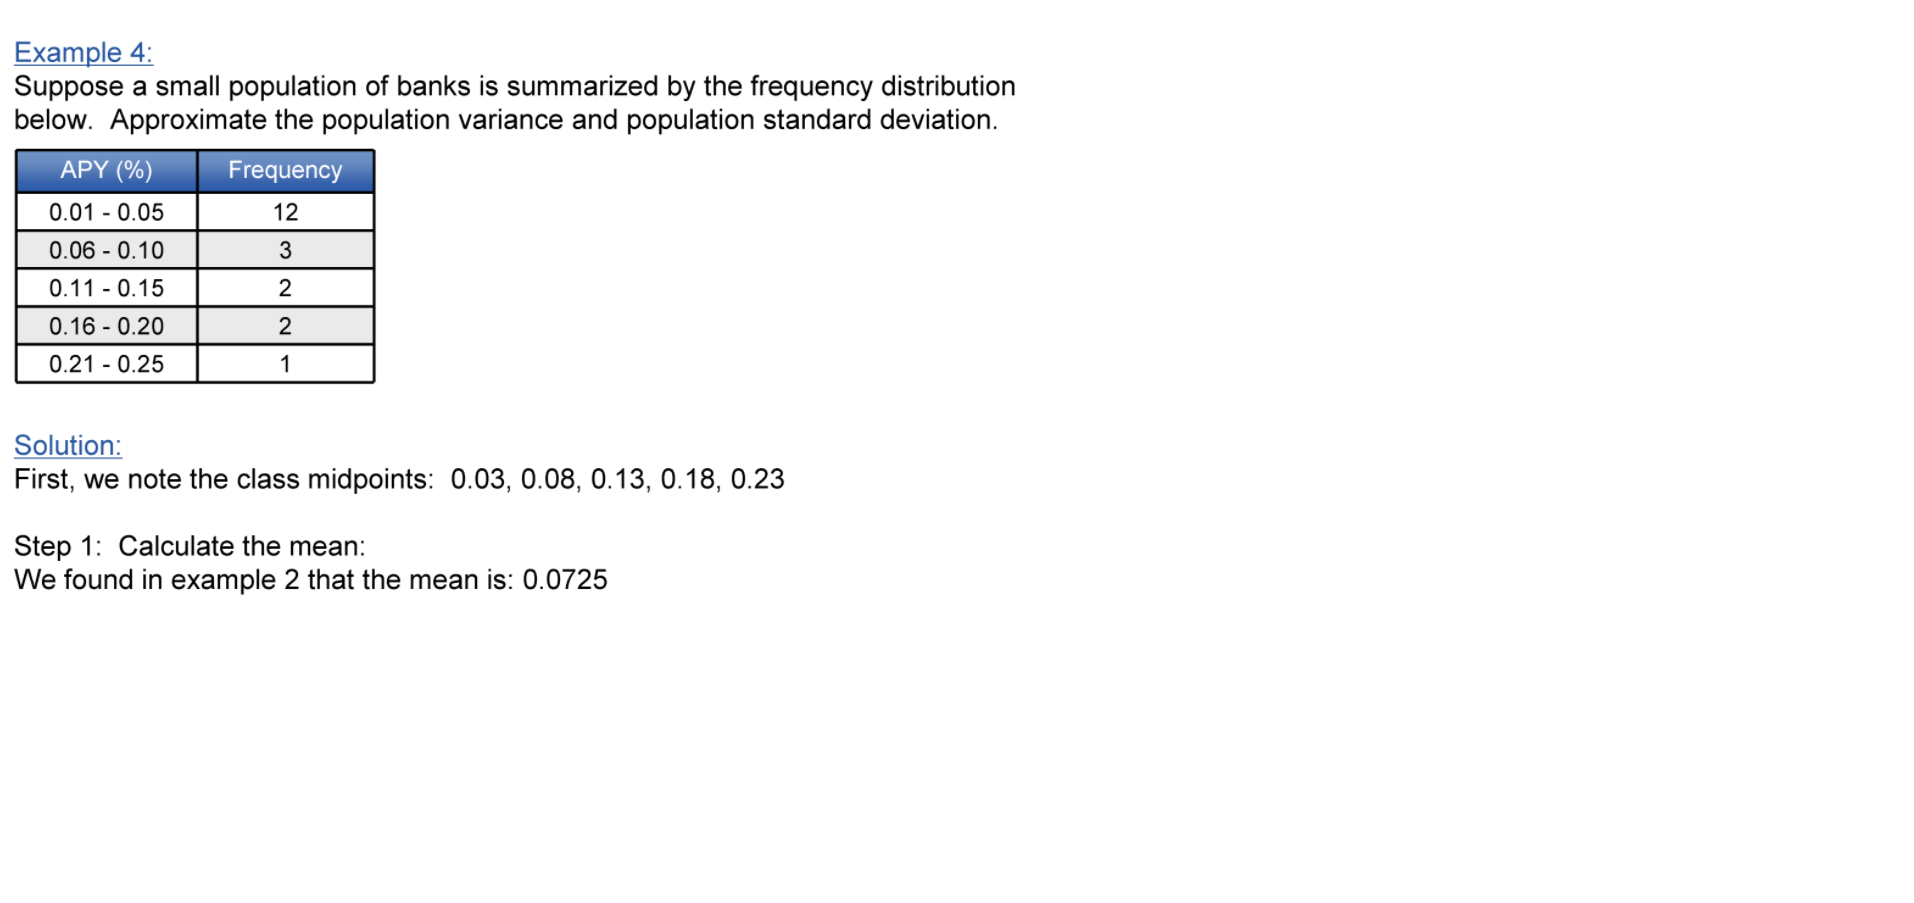 Example 4:
Suppose a small population of banks is summarized by the frequency distribution
below.  Approximate the population variance and population standard deviation.
APY (%) Frequency
0.01 - 0.05 12
0.06 - 0.10 3
0.11 - 0.15 2
0.16 - 0.20 2
0.21 - 0.25 1
Solution:
First, we note the class midpoints:  0.03, 0.08, 0.13, 0.18, 0.23
Step 1:  Calculate the mean:
We found in example 2 that the mean is: 0.0725